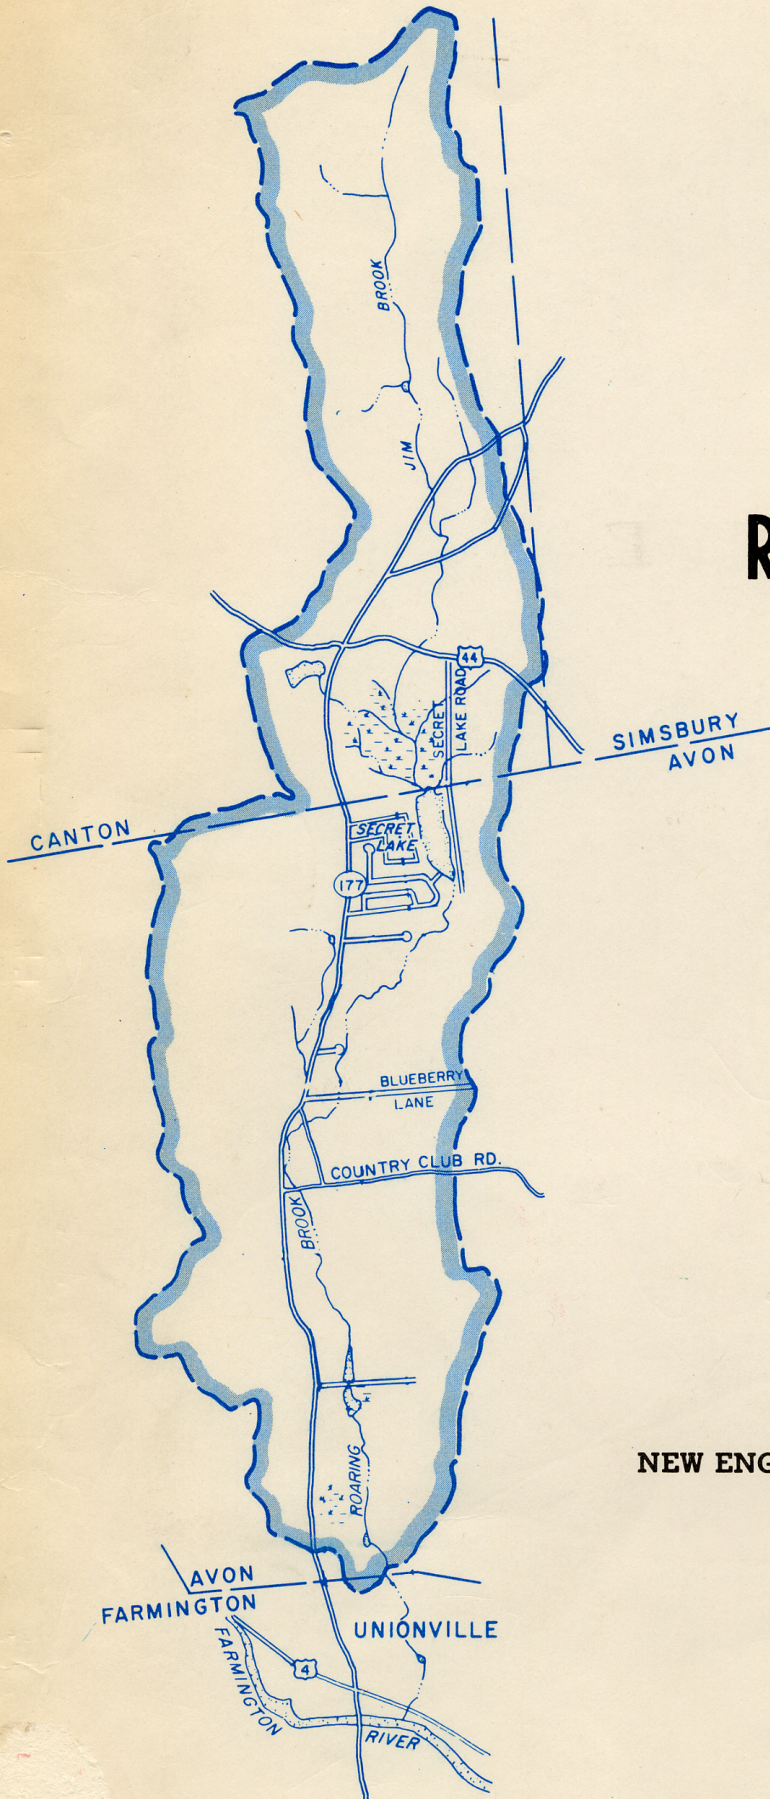 BROOK
JIM
R
44
SECRET
LAKE ROAD
SIMSBURY
AVON
CANTON
SECRET
LAKE
177
BLUEBERRY
LANE
COUNTRY CLUB RD.
BROOK
NEW ENG
ROARING
AVON
FARMINGTON
UNIONVILLE
4
FARMINGTON
RIVER